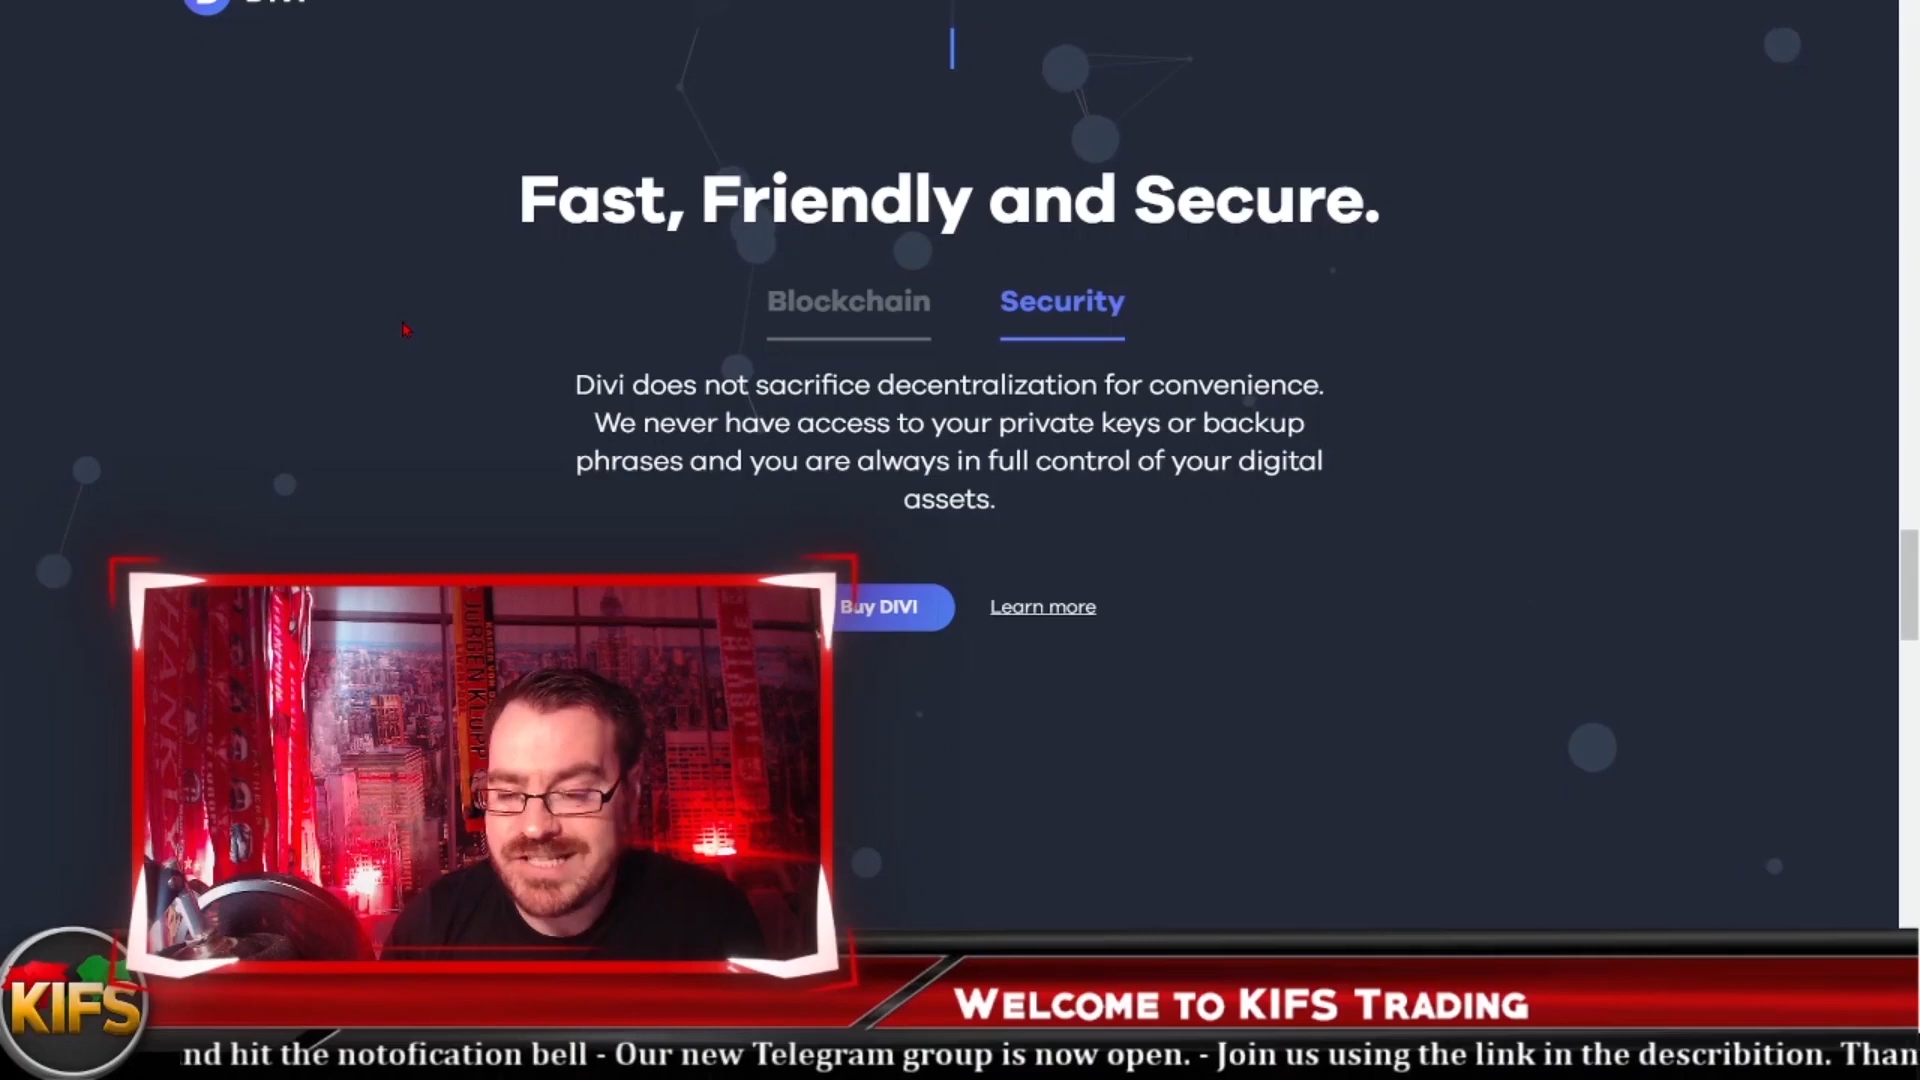 DIVI
Fast, Friendly and Secure.
Blockchain
Security
Divi does not sacrifice decentralization for convenience.
We never have access to your private keys or backup
phrases and you are always in full control of your digital
assets.
Buy DIVI
Learn more
JURGEN KLOPP
KIFS
WELCOME TO KIFS TRADING
nd hit the notofication bell - Our new Telegram group is now open. - Join us using the link in the describition. Than